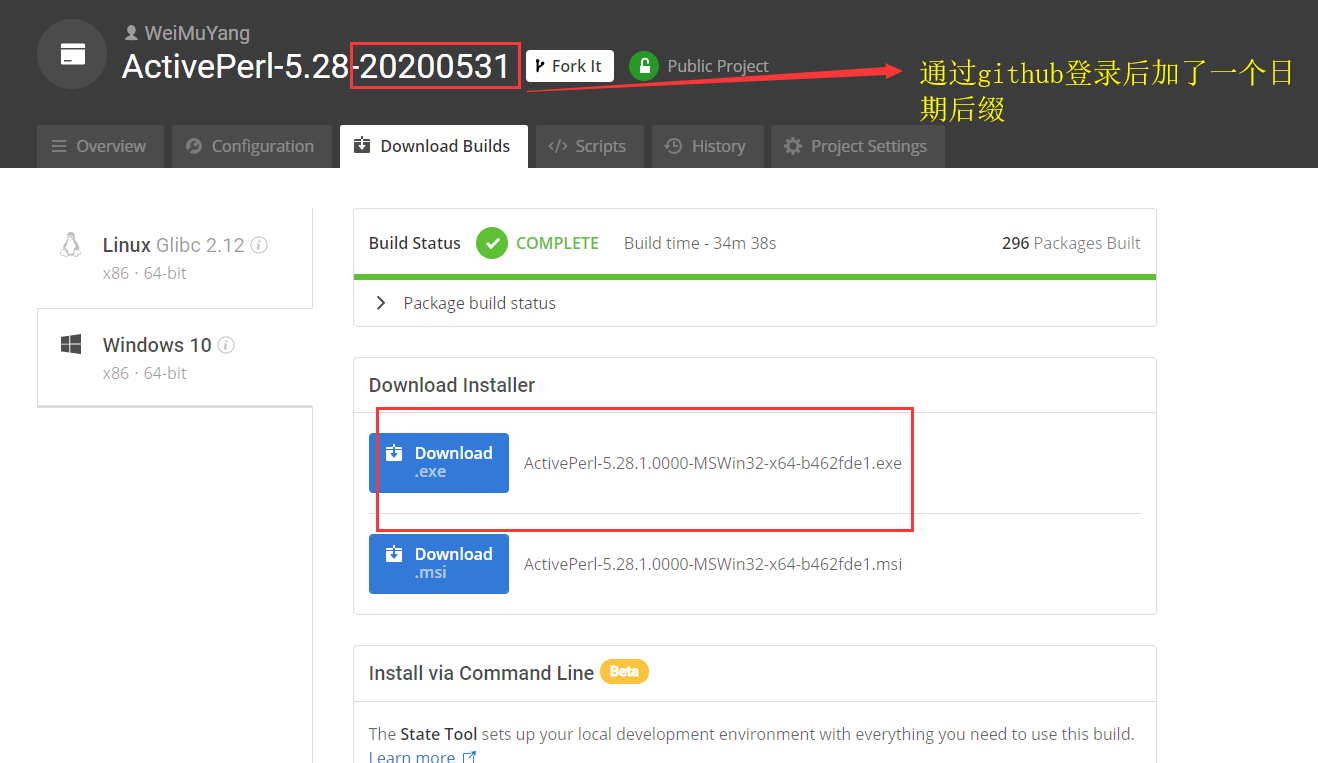 WeiMuYang
ActivePerl-5.28-20200531
Fork It
Public Project
通过github登录后加了一个日
期后缀
Overview
Configuration
Download Builds
Scripts
History
Project Settings
Linux Glibc 2.12
x86 · 64-bit
Windows 10
x86 · 64-bit
Build Status COMPLETE Build time - 34m 38s 296 Packages Built
Package build status
Download Installer
Download
.exe
ActivePerl-5.28.1.0000-MSWin32-x64-b462fde1.exe
Download
.msi
ActivePerl-5.28.1.0000-MSWin32-x64-b462fde1.msi
Install via Command Line Beta
The State Tool sets up your local development environment with everything you need to use this build.
Learn more